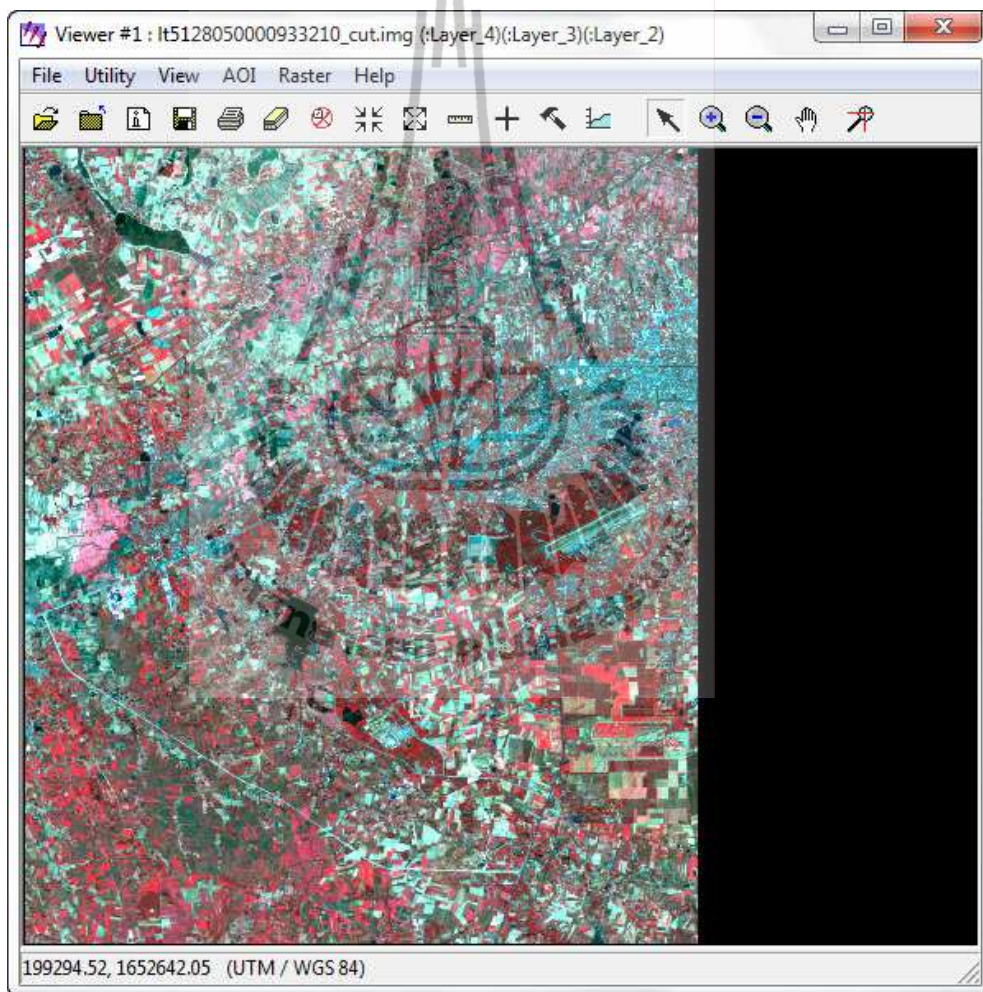 Viewer #1 : lt5128050000933210_cut.img (:Layer_4)(:Layer_3)(:Layer_2)
File Utility View AOI Raster Help
199294.52, 1652642.05 (UTM / WGS 84)